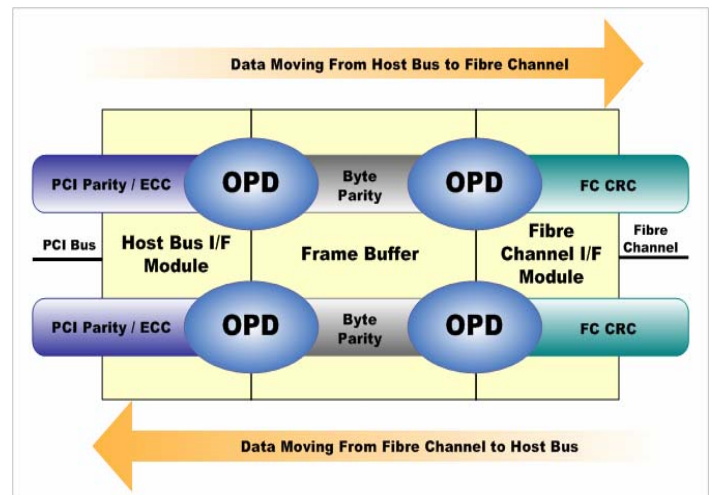 Data Moving From Host Bus to Fibre Channel
PCI Parity / ECC
OPD
Byte
Parity
OPD
FC CRC
PCI Bus
Host Bus I/F
Module
Frame Buffer
Fibre
Channel I/F
Module
Fibre
Channel
PCI Parity / ECC
OPD
Byte
Parity
OPD
FC CRC
Data Moving From Fibre Channel to Host Bus